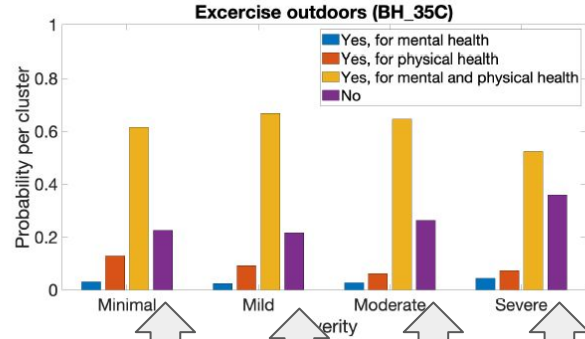 Excercise outdoors (BH_35C)
Yes, for mental health
Yes, for physical health
Yes, for mental and physical health
No
Probability per cluster
1
0.8
0.6
0.4
0.2
0
Minimal
Mild
Moderate
Severe